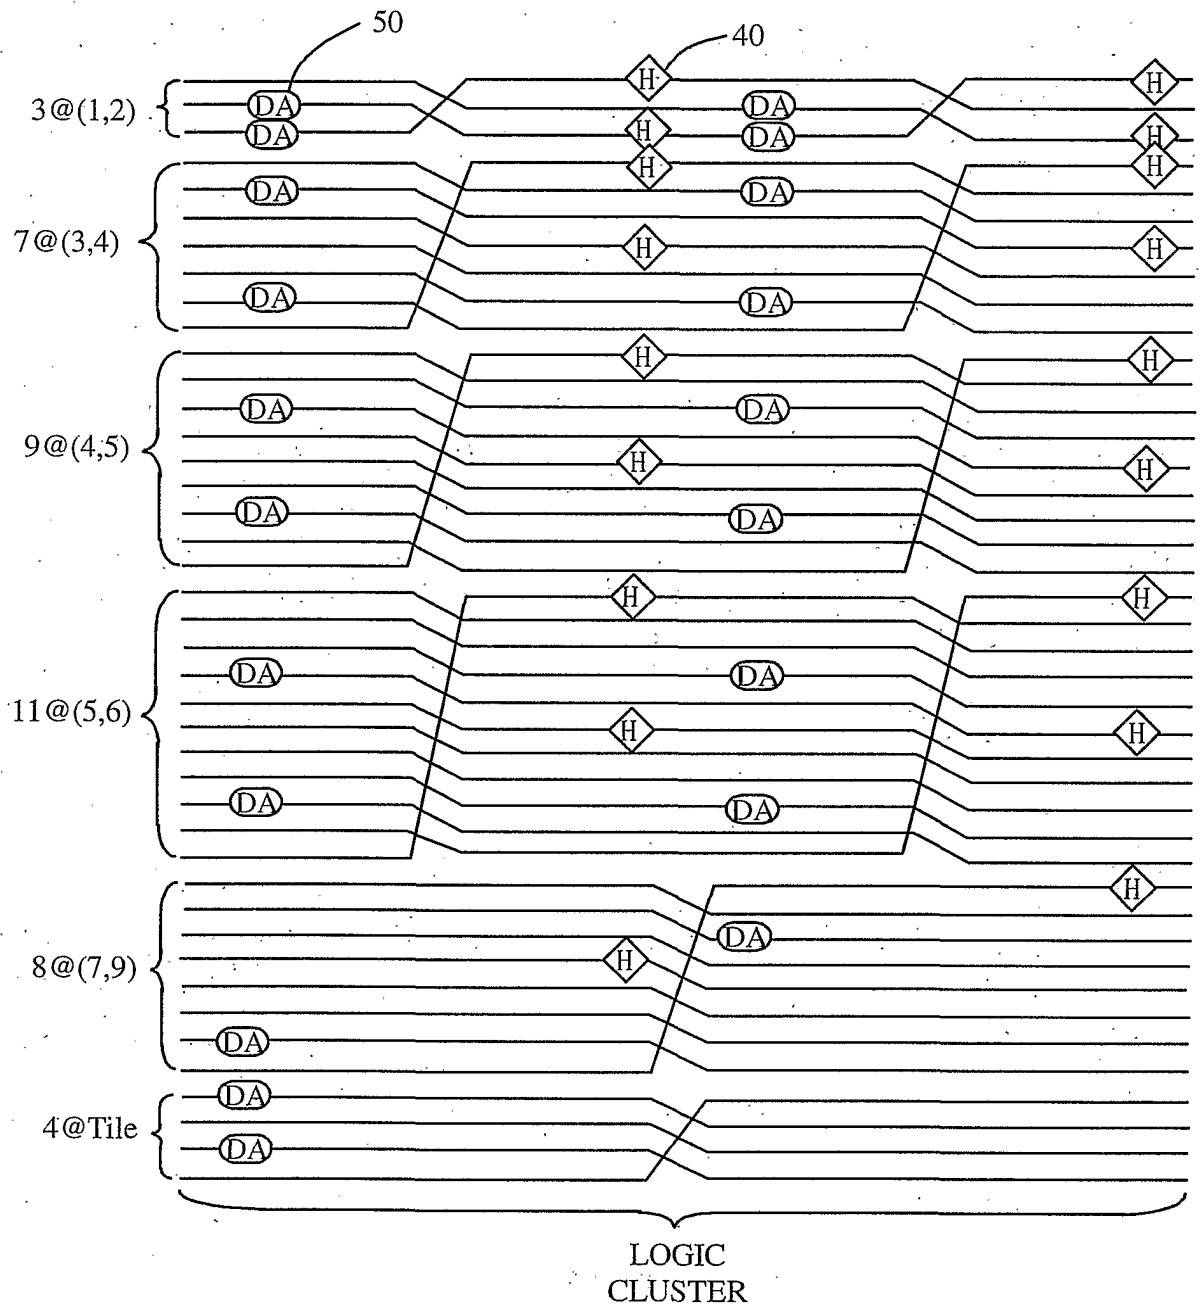 50
40
H
H
3@(1,2)
DA
DA
DA
H
DA
H
H
H
DA
DA
7@(3,4)
H
H
DA
DA
H
H
DA
DA
9@(4,5)
H
H
DA
DA
H
H
DA
DA
11@(5,6)
H
H
DA
DA
H
DA
H
8@(7,9)
DA
DA
4@Tile
DA
LOGIC
CLUSTER